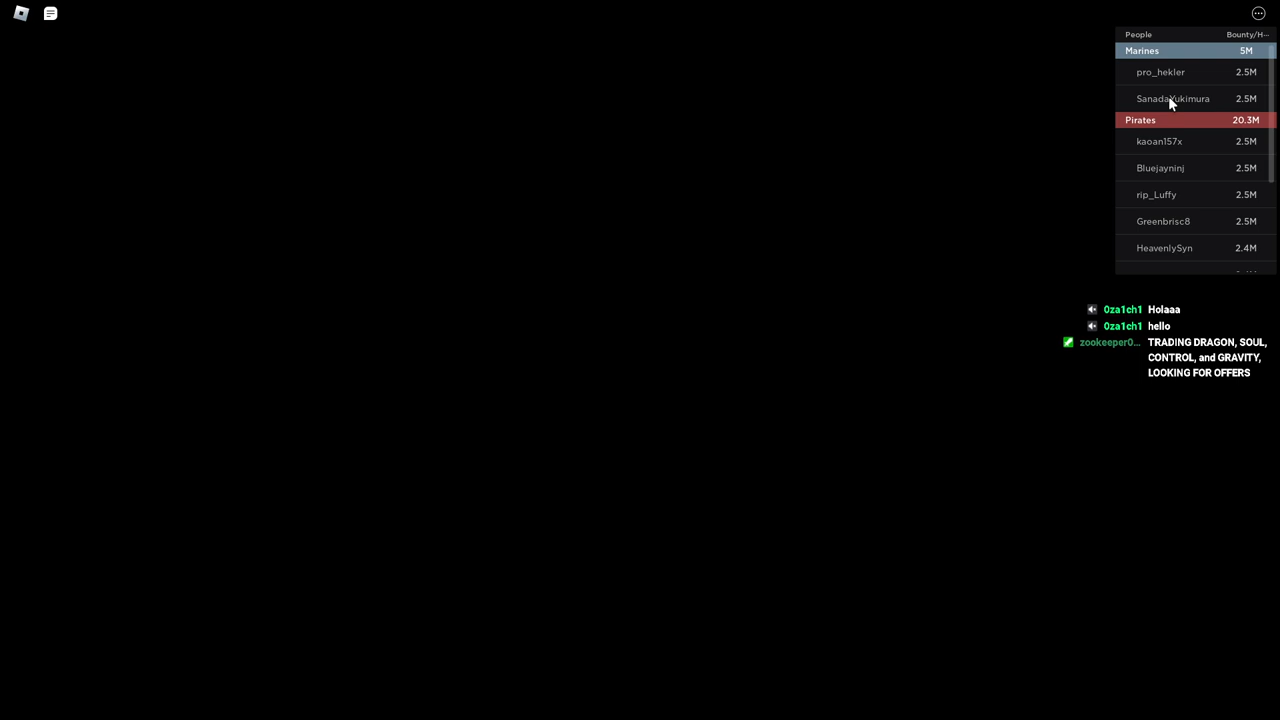 People Bounty/H...
Marines 5M
pro_hekler 2.5M
SanadaYukimura 2.5M
Pirates 20.3M
kaoan157x 2.5M
Bluejayninj 2.5M
rip_Luffy 2.5M
Greenbrisc8 2.5M
HeavenlySyn 2.4M
0za1ch1 Holaaa
0za1ch1 hello
zookeeper0... TRADING DRAGON, SOUL,
CONTROL, and GRAVITY,
LOOKING FOR OFFERS